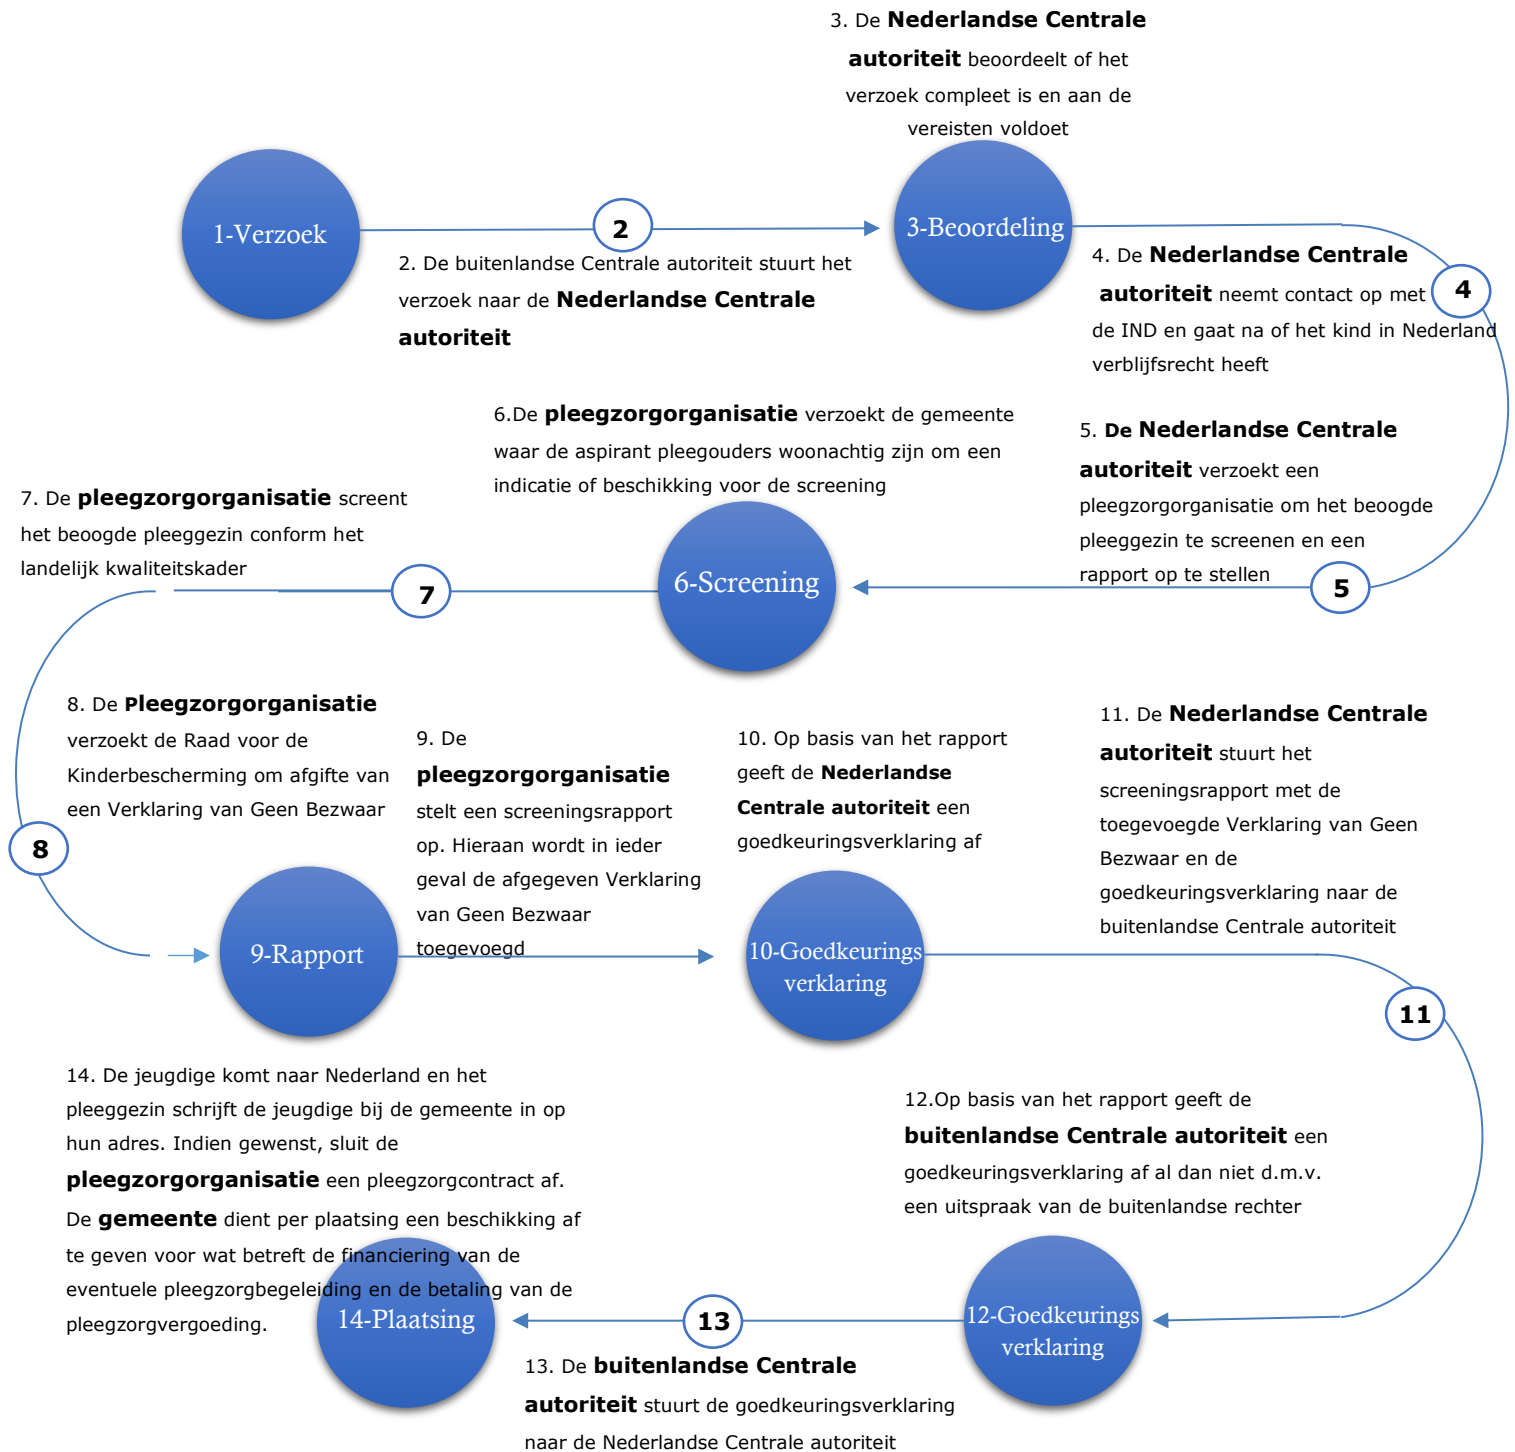 3. De Nederlandse Centrale
autoriteit beoordeelt of het
verzoek compleet is en aan de
vereisten voldoet
1-Verzoek
2
3-Beoordeling
2. De buitenlandse Centrale autoriteit stuurt het
verzoek naar de Nederlandse Centrale
autoriteit
4. De Nederlandse Centrale
autoriteit neemt contact op met
de IND en gaat na of het kind in Nederland
verblijfsrecht heeft
4
5. De Nederlandse Centrale
autoriteit verzoekt een
pleegzorgorganisatie om het beoogde
pleeggezin te screenen en een
rapport op te stellen
5
6.De pleegzorgorganisatie verzoekt de gemeente
waar de aspirant pleegouders woonachtig zijn om een
indicatie of beschikking voor de screening
6-Screening
7. De pleegzorgorganisatie screent
het beoogde pleeggezin conform het
landelijk kwaliteitskader
7
8. De Pleegzorgorganisatie
verzoekt de Raad voor de
Kinderbescherming om afgifte van
een Verklaring van Geen Bezwaar
8
9. De
pleegzorgorganisatie
stelt een screeningsrapport
op. Hieraan wordt in ieder
geval de afgegeven Verklaring
van Geen Bezwaar
toegevoegd
9-Rapport
10. Op basis van het rapport
geeft de Nederlandse
Centrale autoriteit een
goedkeuringsverklaring af
10-Goedkeurings
verklaring
11. De Nederlandse Centrale
autoriteit stuurt het
screeningsrapport met de
toegevoegde Verklaring van Geen
Bezwaar en de
goedkeuringsverklaring naar de
buitenlandse Centrale autoriteit
11
12.Op basis van het rapport geeft de
buitenlandse Centrale autoriteit een
goedkeuringsverklaring af al dan niet d.m.v.
een uitspraak van de buitenlandse rechter
12-Goedkeurings
verklaring
13
13. De buitenlandse Centrale
autoriteit stuurt de goedkeuringsverklaring
naar de Nederlandse Centrale autoriteit
14. De jeugdige komt naar Nederland en het
pleeggezin schrijft de jeugdige bij de gemeente in op
hun adres. Indien gewenst, sluit de
pleegzorgorganisatie een pleegzorgcontract af.
De gemeente dient per plaatsing een beschikking af
te geven voor wat betreft de financiering van de
eventuele pleegzorgbegeleiding en de betaling van de
pleegzorgvergoeding.
14-Plaatsing